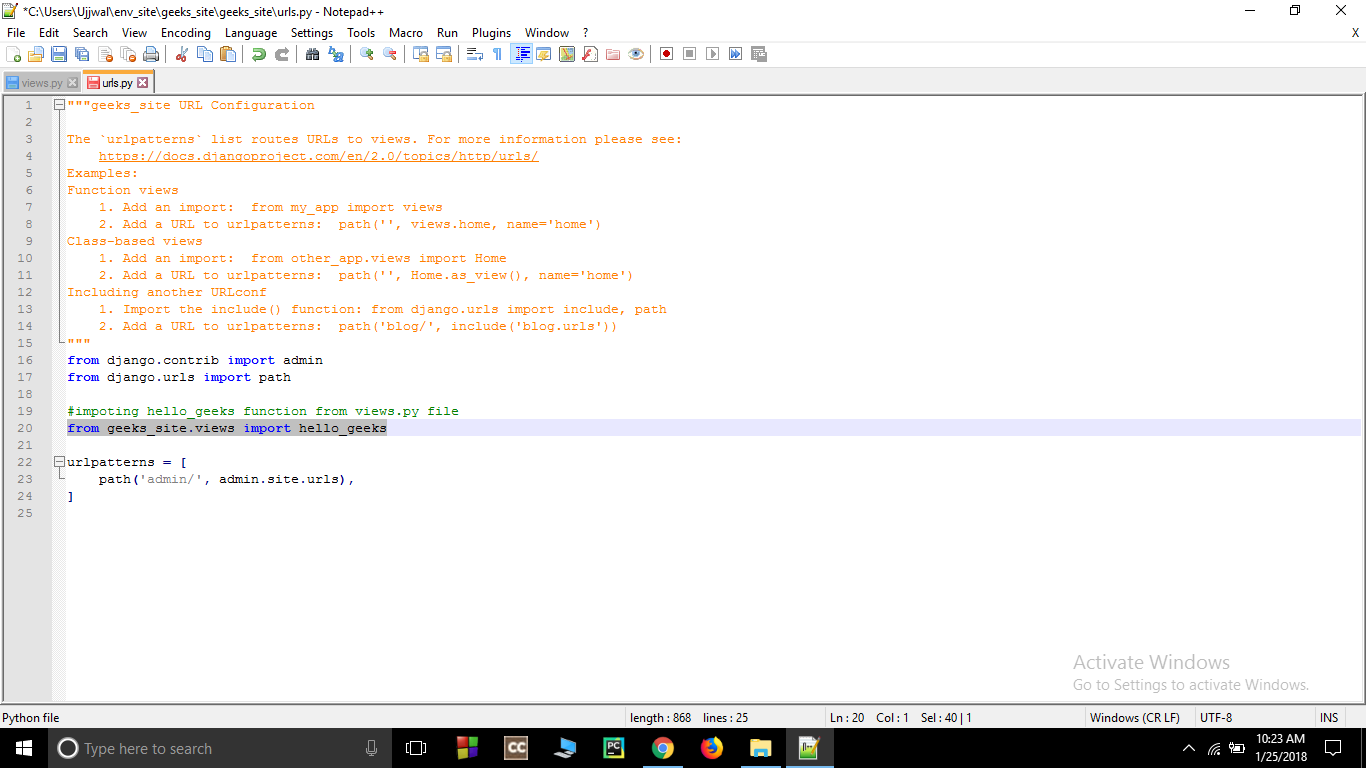 *C:\Users\Ujjwal\env_site\geeks_site\geeks_site\urls.py - Notepad++
File Edit Search View Encoding Language Settings Tools Macro Run Plugins Window ? X
views.py urls.py
1 """geeks_site URL Configuration
2
3 The `urlpatterns` list routes URLs to views. For more information please see:
4 https://docs.djangoproject.com/en/2.0/topics/http/urls/
5 Examples:
6 Function views
7 1. Add an import:  from my_app import views
8 2. Add a URL to urlpatterns:  path('', views.home, name='home')
9 Class-based views
10 1. Add an import:  from other_app.views import Home
11 2. Add a URL to urlpatterns:  path('', Home.as_view(), name='home')
12 Including another URLconf
13 1. Import the include() function: from django.urls import include, path
14 2. Add a URL to urlpatterns:  path('blog/', include('blog.urls'))
15 """
16 from django.contrib import admin
17 from django.urls import path
18
19 #impoting hello_geeks function from views.py file
20 from geeks_site.views import hello_geeks
21
22 urlpatterns = [
23 path('admin/', admin.site.urls),
24 ]
25
Activate Windows
Go to Settings to activate Windows.
Python file length : 868 lines : 25 Ln : 20 Col : 1 Sel : 40 | 1 Windows (CR LF) UTF-8 INS
Type here to search CC PC 10:23 AM
1/25/2018